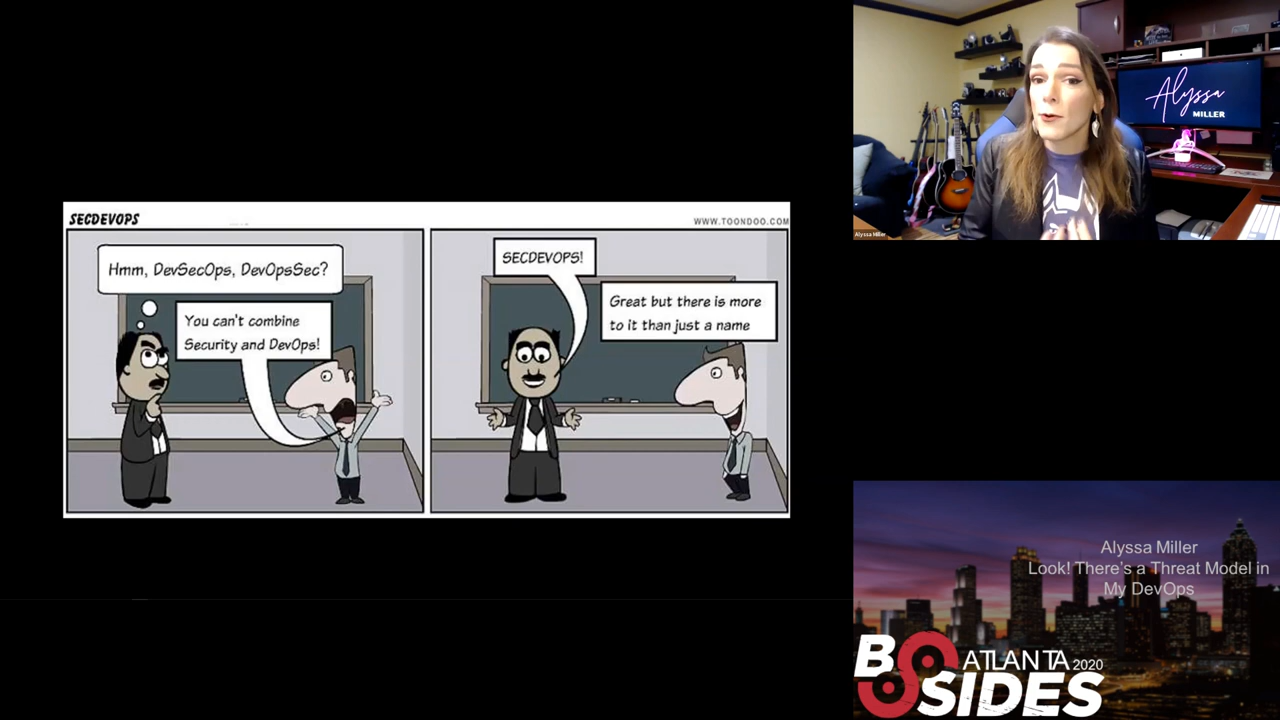 SECDEVOPS
WWW.TOONDOO.COM
Hmm, DevSecOps, DevOpsSec?
You can't combine
Security and DevOps!
SECDEVOPS!
Great but there is more
to it than just a name
Alyssa
MILLER
Alyssa Miller
Alyssa Miller
Look! There's a Threat Model in
My DevOps
BSIDES
ATLANTA 2020